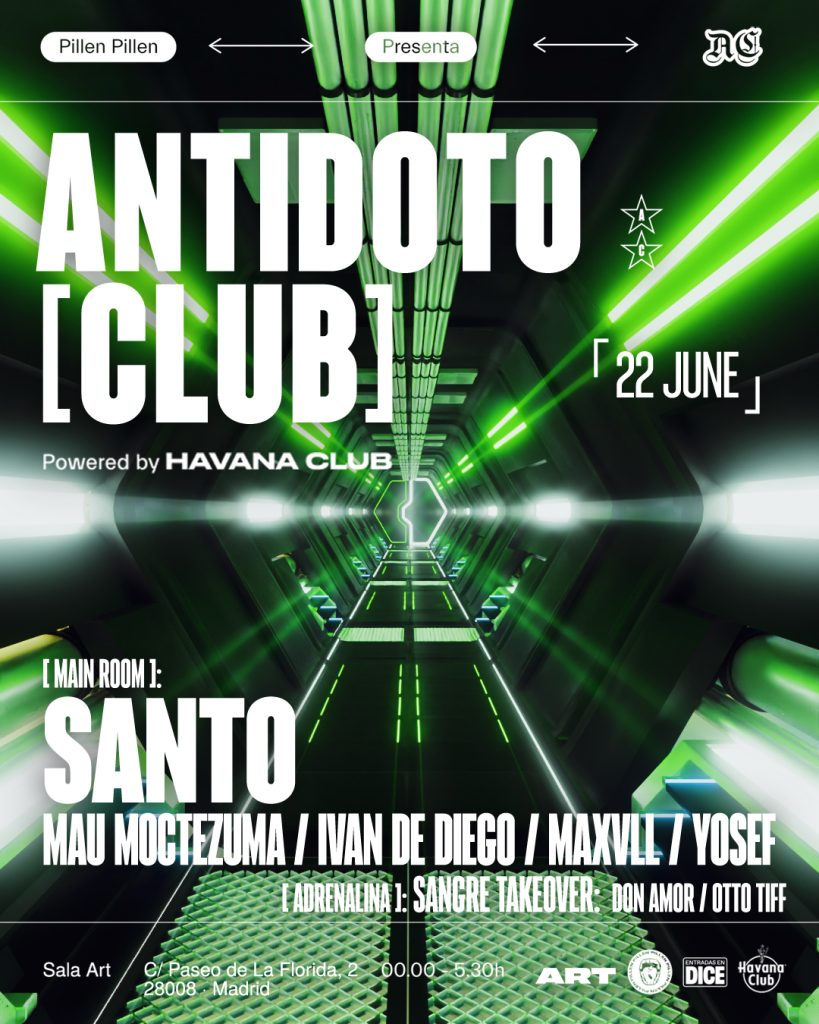 Pillen Pillen
Presenta
AC
ANTIDOTO
[CLUB]
A
C
「 22 JUNE 」
Powered by HAVANA CLUB
[ MAIN ROOM ]:
SANTO
MAU MOCTEZUMA / IVAN DE DIEGO / MAXVLL / YOSEF
[ ADRENALINA ]: SANGRE TAKEOVER: DON AMOR / OTTO TIFF
Sala Art
C/ Paseo de La Florida, 2
28008 · Madrid
00.00 - 5.30h
ART
ENTRADAS EN
DICE
Havana
Club